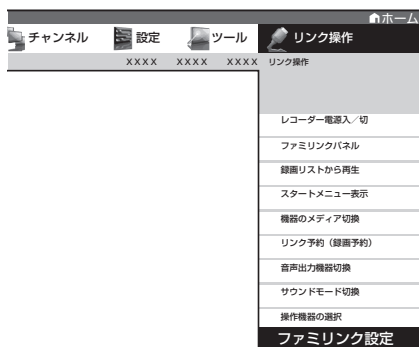 ホーム
チャンネル 設定 ツール リンク操作
XXXX XXXX XXXX リンク操作
レコーダー電源入／切
ファミリンクパネル
録画リストから再生
スタートメニュー表示
機器のメディア切換
リンク予約（録画予約）
音声出力機器切換
サウンドモード切換
操作機器の選択
ファミリンク設定